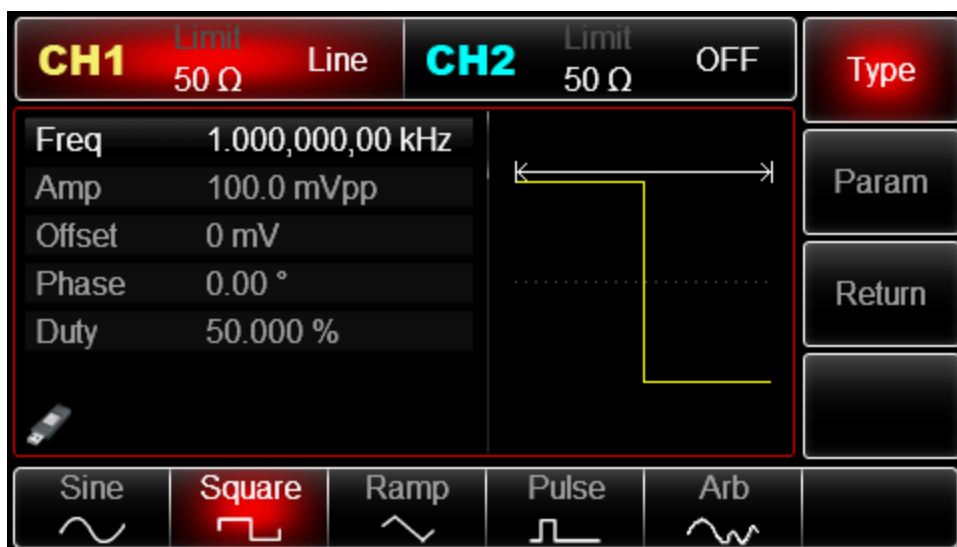 CH1 Limit 50 Ω Line CH2 Limit 50 Ω OFF Type
Freq 1.000,000,00 kHz
Amp 100.0 mVpp
Param
Offset 0 mV
Phase 0.00 °
Return
Duty 50.000 %
Sine Square Ramp Pulse Arb